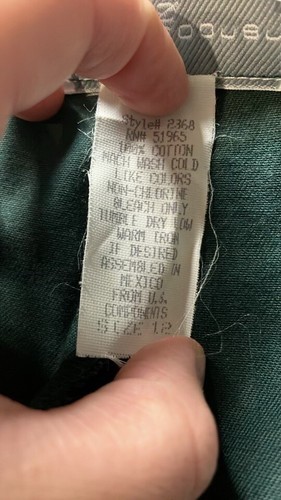 Style# 2368
RN# 51965
100% COTTON
MACH WASH COLD
LIKE COLORS
NON-CHLORINE
BLEACH ONLY
TUMBLE DRY LOW
WARM IRON
IF DESIRED
ASSEMBLED IN
MEXICO
FROM U.S.
COMPONENTS
SIZE 12